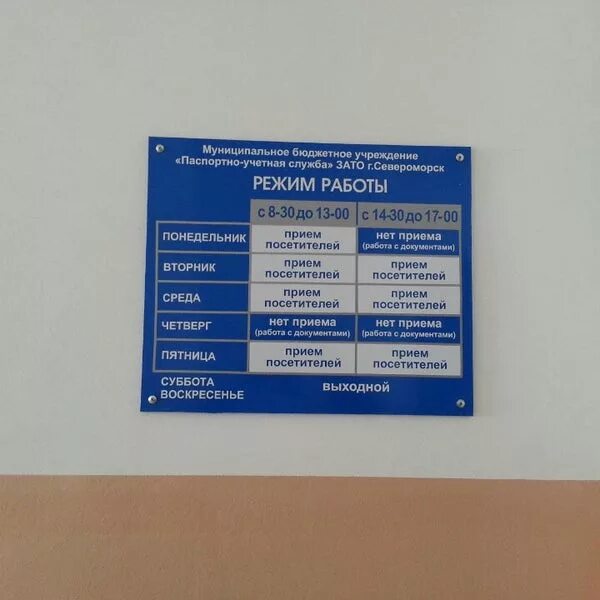 Муниципальное бюджетное учреждение
«Паспортно-учетная служба» ЗАТО г.Североморск
РЕЖИМ РАБОТЫ
с 8-30 до 13-00 с 14-30 до 17-00
ПОНЕДЕЛЬНИК
прием
посетителей
нет приема
(работа с документами)
ВТОРНИК
прием
посетителей
прием
посетителей
СРЕДА
прием
посетителей
прием
посетителей
ЧЕТВЕРГ
нет приема
(работа с документами)
нет приема
(работа с документами)
ПЯТНИЦА
прием
посетителей
прием
посетителей
СУББОТА
ВОСКРЕСЕНЬЕ
выходной